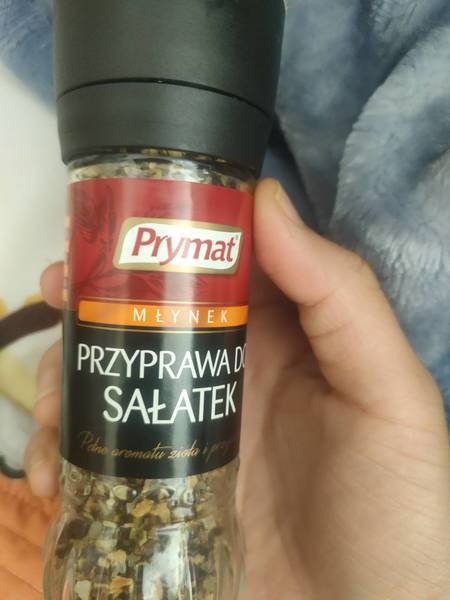 Prymat
MŁYNEK
PRZYPRAWA DO
SAŁATEK
Pełne aromatu zioła i